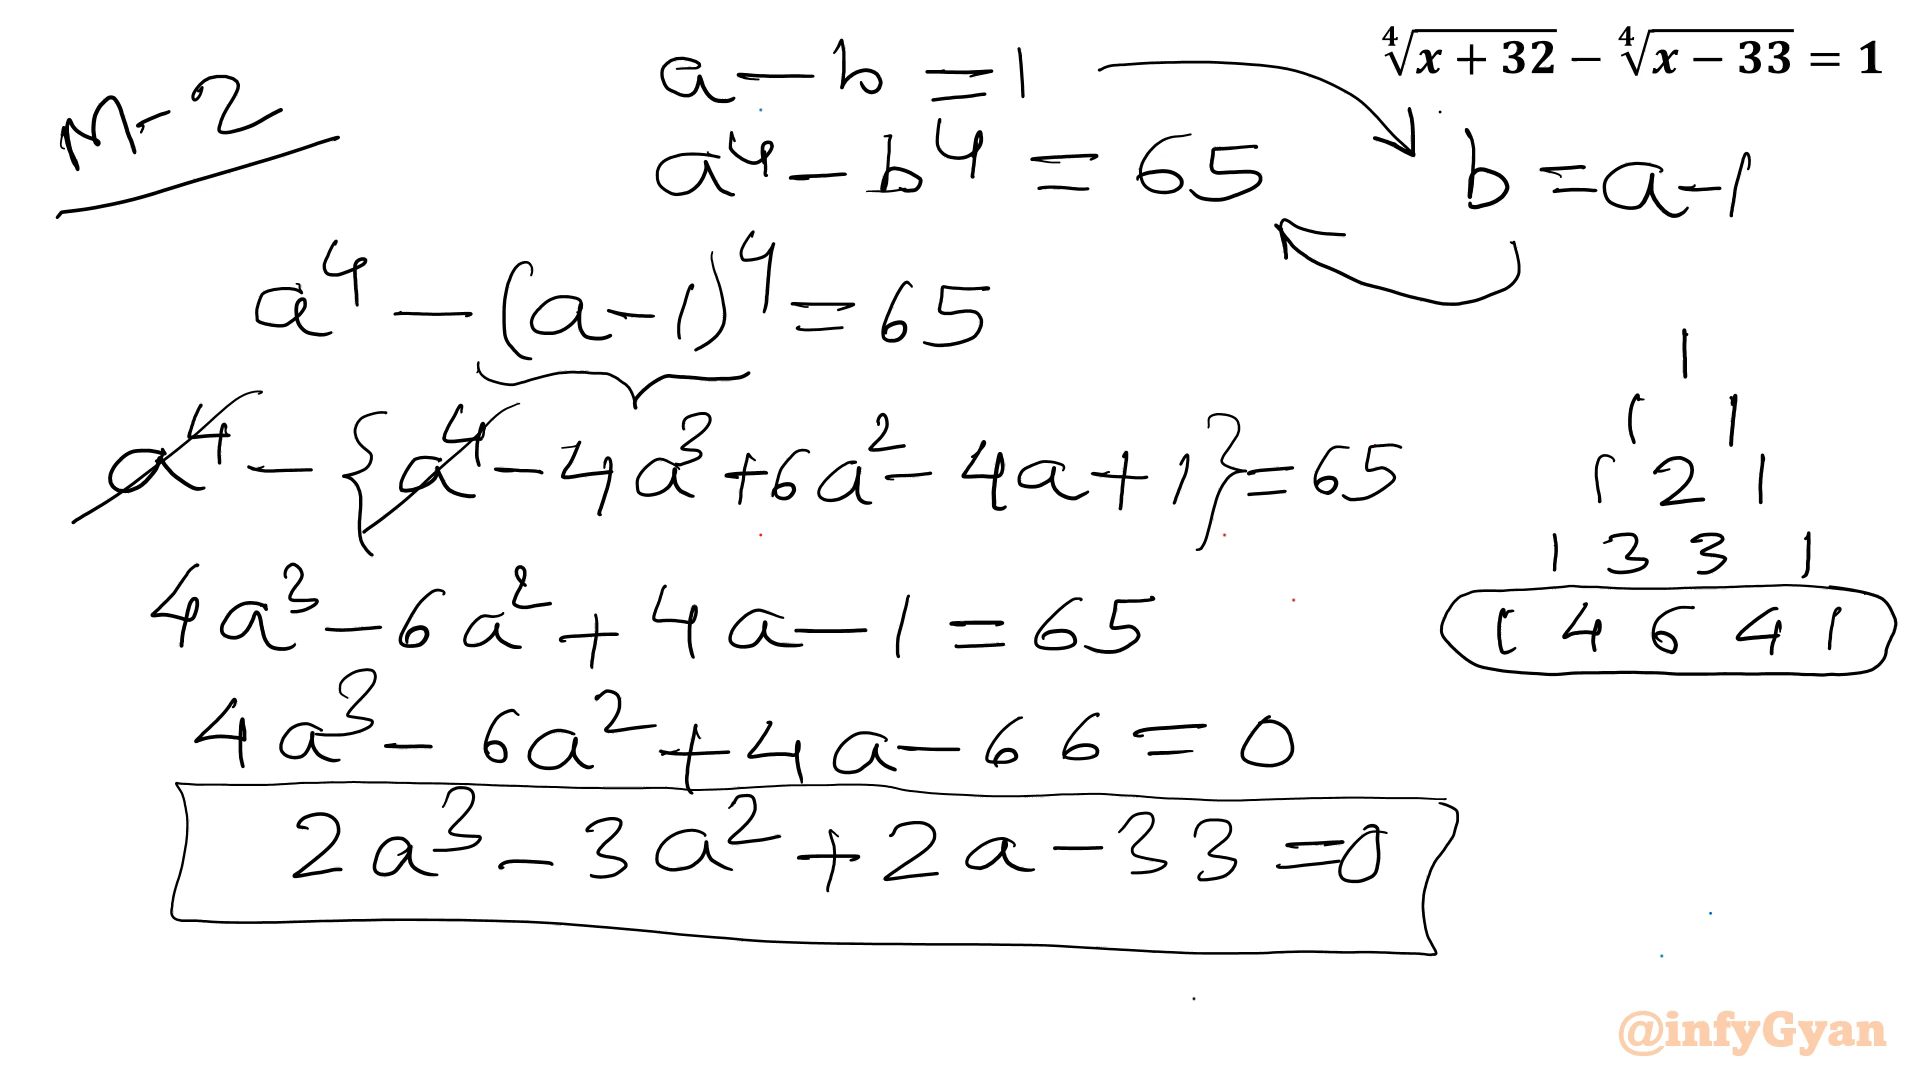 ∜(x + 32) − ∜(x − 33) = 1
M-2
a - b = 1
a⁴ - b⁴ = 65
b = a - 1
a⁴ - (a - 1)⁴ = 65
a⁴ - {a⁴ - 4a³ + 6a² - 4a + 1} = 65
4a³ - 6a² + 4a - 1 = 65
4a³ - 6a² + 4a - 66 = 0
2a³ - 3a² + 2a - 33 = 0
1
1 1
1 2 1
1 3 3 1
1 4 6 4 1
@infyGyan